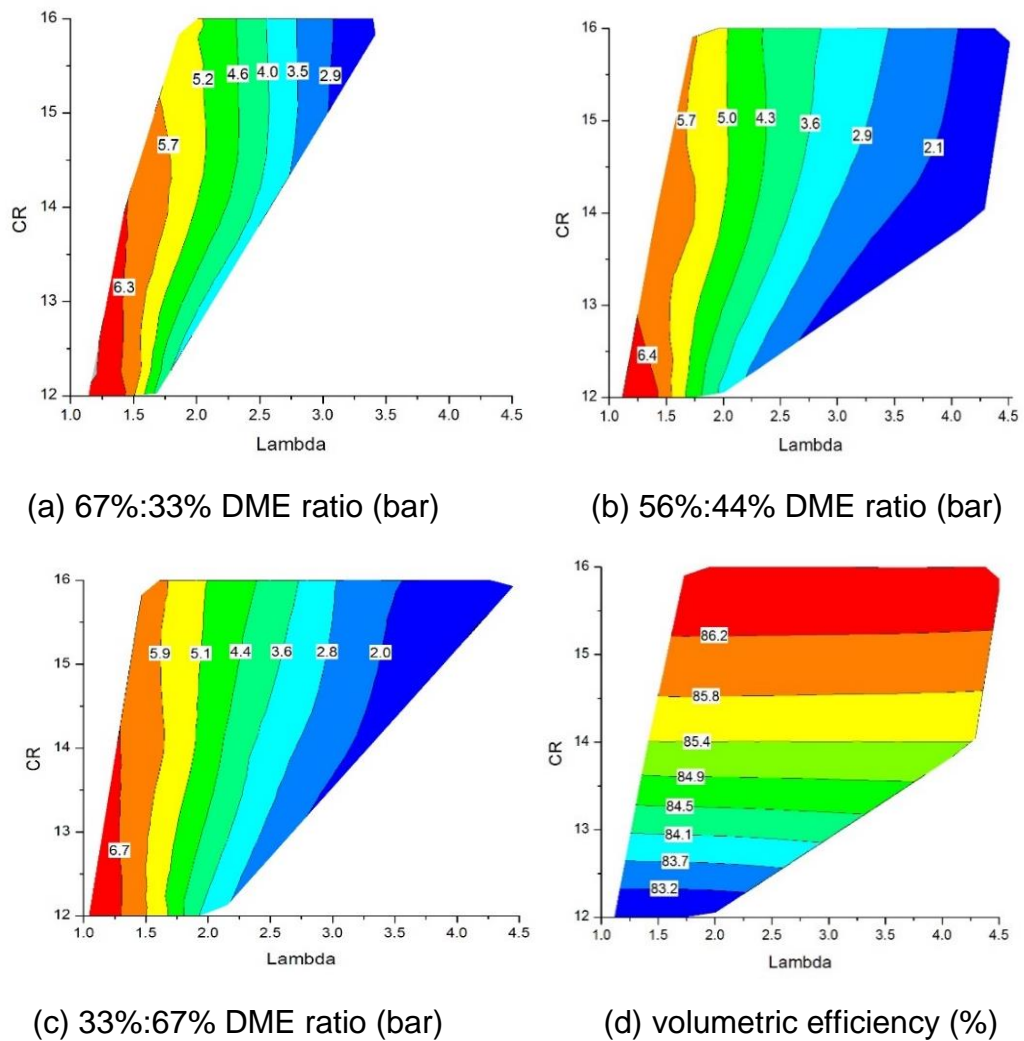 16
15
14
13
12
CR
5.2 4.6 4.0 3.5 2.9
5.7
6.3
1.0 1.5 2.0 2.5 3.0 3.5 4.0 4.5
Lambda
(a) 67%:33% DME ratio (bar)
16
15
14
13
12
CR
5.7 5.0 4.3 3.6 2.9 2.1
6.4
1.0 1.5 2.0 2.5 3.0 3.5 4.0 4.5
Lambda
(b) 56%:44% DME ratio (bar)
16
15
14
13
12
CR
5.9 5.1 4.4 3.6 2.8 2.0
6.7
1.0 1.5 2.0 2.5 3.0 3.5 4.0 4.5
Lambda
(c) 33%:67% DME ratio (bar)
16
15
14
13
12
CR
86.2
85.8
85.4
84.9
84.5
84.1
83.7
83.2
1.0 1.5 2.0 2.5 3.0 3.5 4.0 4.5
Lambda
(d) volumetric efficiency (%)